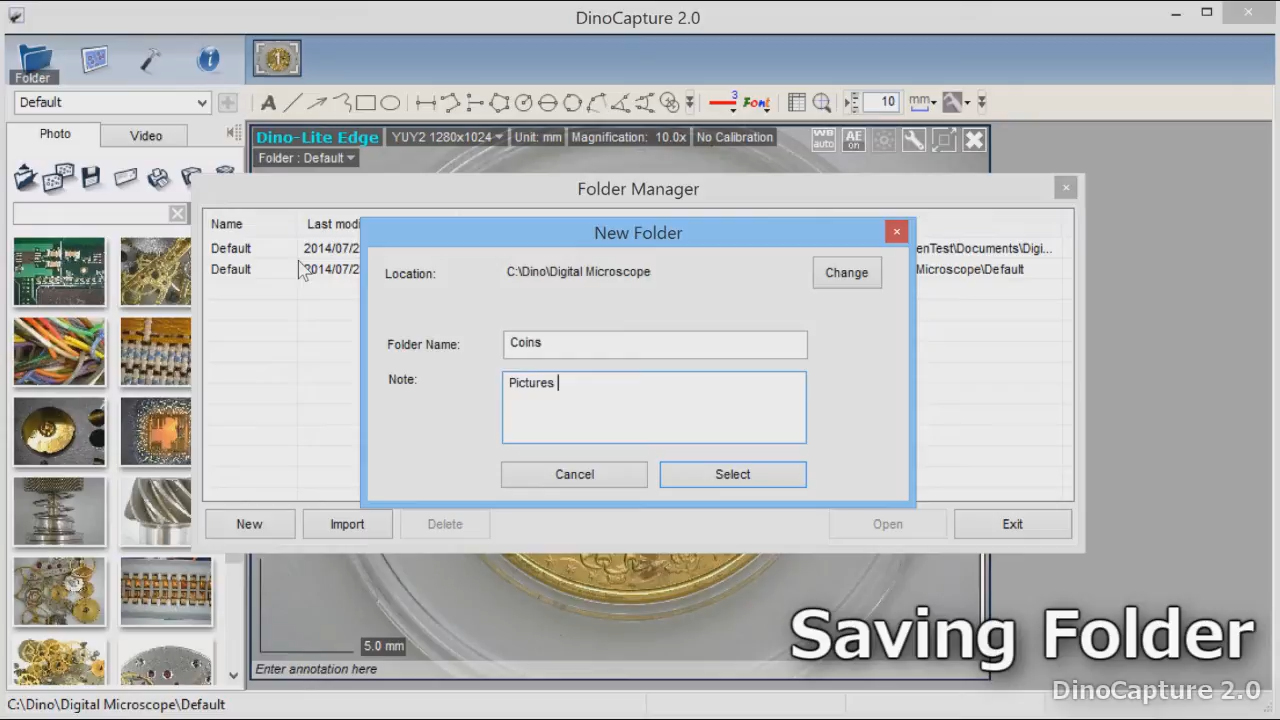 DinoCapture 2.0
Folder
Default
3
Font
10
mm
Photo
Video
Dino-Lite Edge
YUY2 1280x1024
Unit: mm
Magnification: 10.0x
No Calibration
WB auto
AE on
Folder : Default
Folder Manager
Name
Last modi
Default
2014/07/2
enTest\Documents\Digi...
Default
2014/07/2
Microscope\Default
New Folder
Location:
C:\Dino\Digital Microscope
Change
Folder Name:
Coins
Note:
Pictures
Cancel
Select
New
Import
Delete
Open
Exit
5.0 mm
Enter annotation here
Saving Folder
DinoCapture 2.0
C:\Dino\Digital Microscope\Default